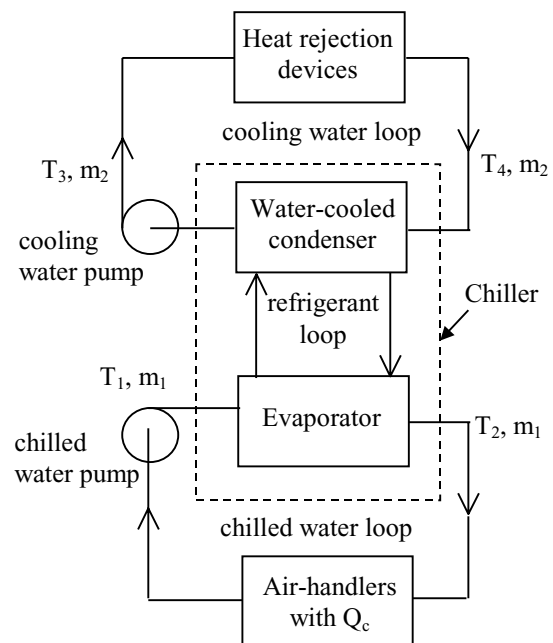 Heat rejection
devices
cooling water loop
T3, m2
T4, m2
Water-cooled
condenser
cooling
water pump
refrigerant
loop
Chiller
T1, m1
Evaporator
T2, m1
chilled
water pump
chilled water loop
Air-handlers
with Qc